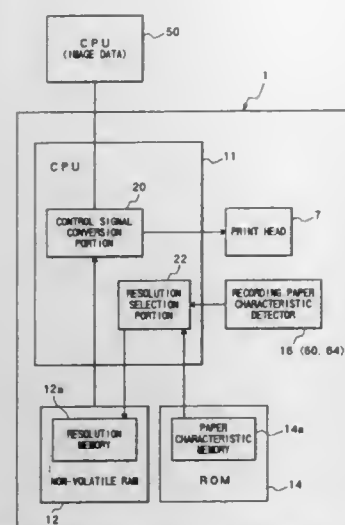 CPU
(IMAGE DATA)
50
1
11
CPU
20
CONTROL SIGNAL
CONVERSION
PORTION
7
PRINT HEAD
22
RESOLUTION
SELECTION
PORTION
RECORDING PAPER
CHARACTERISTIC
DETECTOR
16 (60, 64)
12a
RESOLUTION
MEMORY
NON-VOLATILE RAM
12
14a
PAPER
CHARACTERISTIC
MEMORY
ROM
14